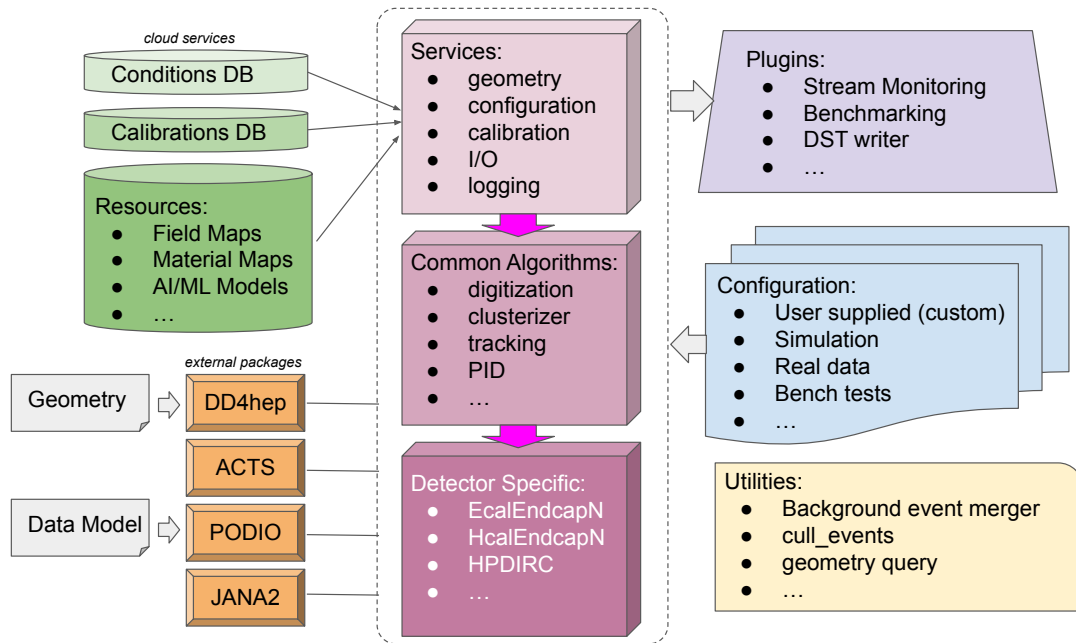 cloud services
Conditions DB
Calibrations DB
Resources:
● Field Maps
● Material Maps
● AI/ML Models
● …
external packages
Geometry
DD4hep
ACTS
Data Model
PODIO
JANA2
Services:
● geometry
● configuration
● calibration
● I/O
● logging
Common Algorithms:
● digitization
● clusterizer
● tracking
● PID
● …
Detector Specific:
● EcalEndcapN
● HcalEndcapN
● HPDIRC
● …
Plugins:
● Stream Monitoring
● Benchmarking
● DST writer
● …
Configuration:
● User supplied (custom)
● Simulation
● Real data
● Bench tests
● …
Utilities:
● Background event merger
● cull_events
● geometry query
● …